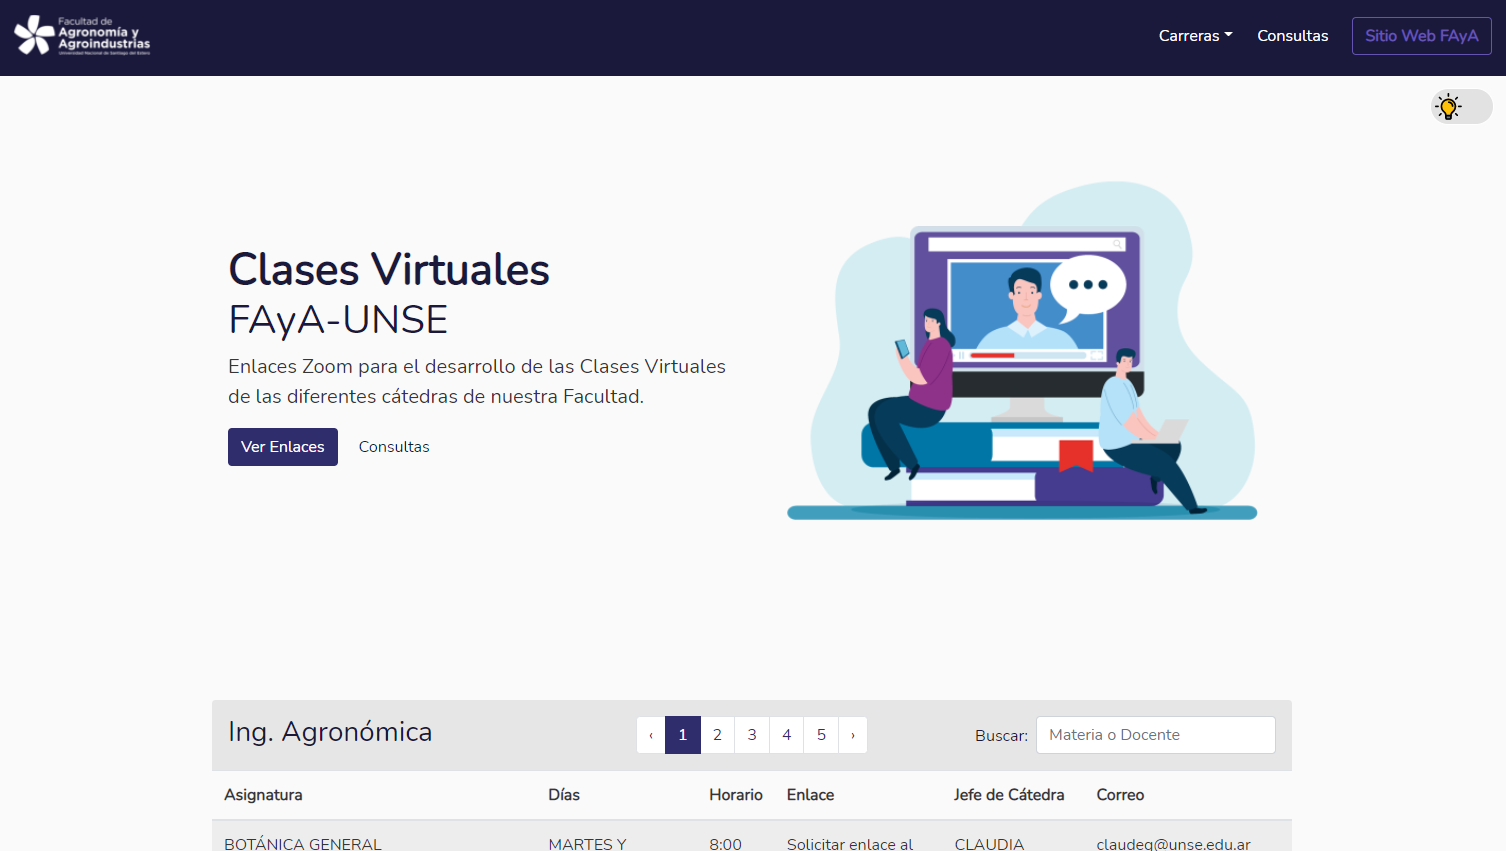 Facultad de
Agronomía y
Agroindustrias
Universidad Nacional de Santiago del Estero
Carreras
Consultas
Sitio Web FAyA
Clases Virtuales
FAyA-UNSE
Enlaces Zoom para el desarrollo de las Clases Virtuales
de las diferentes cátedras de nuestra Facultad.
Ver Enlaces
Consultas
Ing. Agronómica
‹ 1 2 3 4 5 ›
Buscar: Materia o Docente
Asignatura Días Horario Enlace Jefe de Cátedra Correo
BOTÁNICA GENERAL MARTES Y 8:00 Solicitar enlace al CLAUDIA claudeg@unse.edu.ar